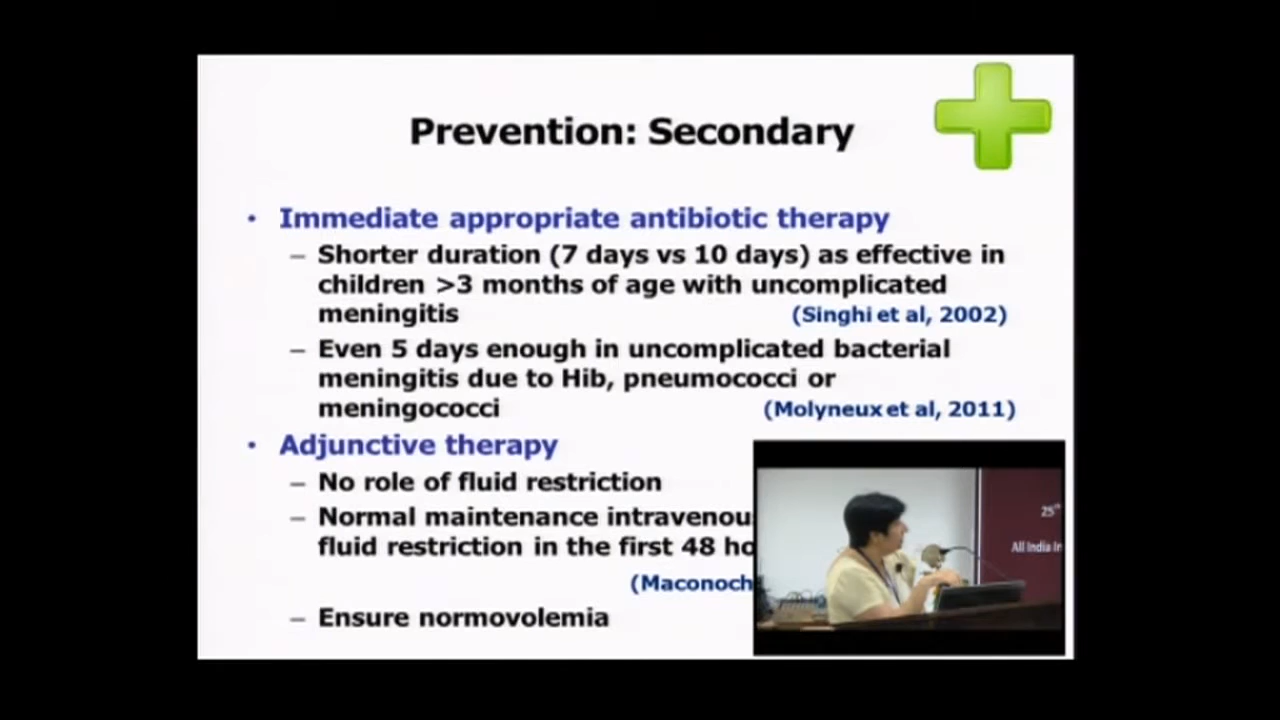 Prevention: Secondary
• Immediate appropriate antibiotic therapy
– Shorter duration (7 days vs 10 days) as effective in
children >3 months of age with uncomplicated
meningitis (Singhi et al, 2002)
– Even 5 days enough in uncomplicated bacterial
meningitis due to Hib, pneumococci or
meningococci (Molyneux et al, 2011)
• Adjunctive therapy
– No role of fluid restriction
– Normal maintenance intravenou
fluid restriction in the first 48 ho
(Maconoch
– Ensure normovolemia
25th
All India In